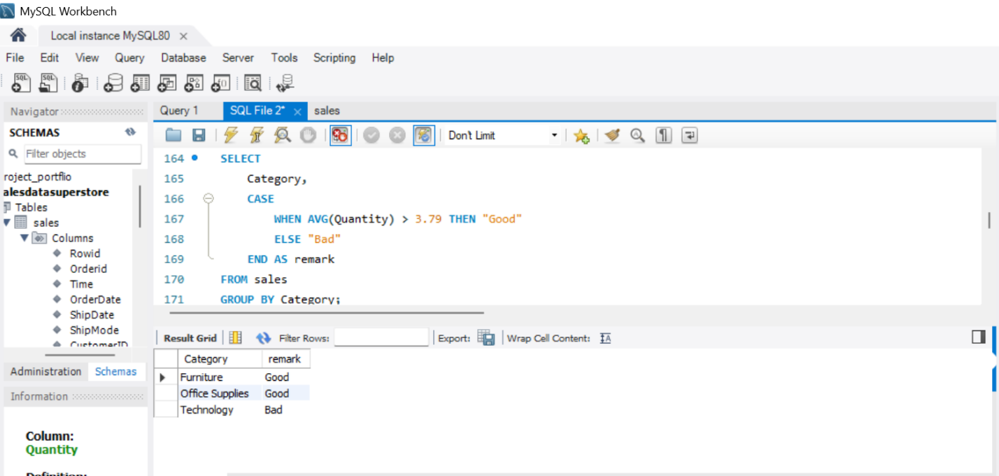 MySQL Workbench
Local instance MySQL80
File Edit View Query Database Server Tools Scripting Help
Navigator
SCHEMAS
Filter objects
roject_portflio
alesdatasuperstore
Tables
sales
Columns
Rowid
Orderid
Time
OrderDate
ShipDate
ShipMode
CustomerID
Administration Schemas
Information
Column:
Quantity
Definition:
Query 1 SQL File 2* sales
Don't Limit
164 SELECT
165 Category,
166 CASE
167 WHEN AVG(Quantity) > 3.79 THEN "Good"
168 ELSE "Bad"
169 END AS remark
170 FROM sales
171 GROUP BY Category;
Result Grid Filter Rows: Export: Wrap Cell Content:
Category remark
Furniture Good
Office Supplies Good
Technology Bad